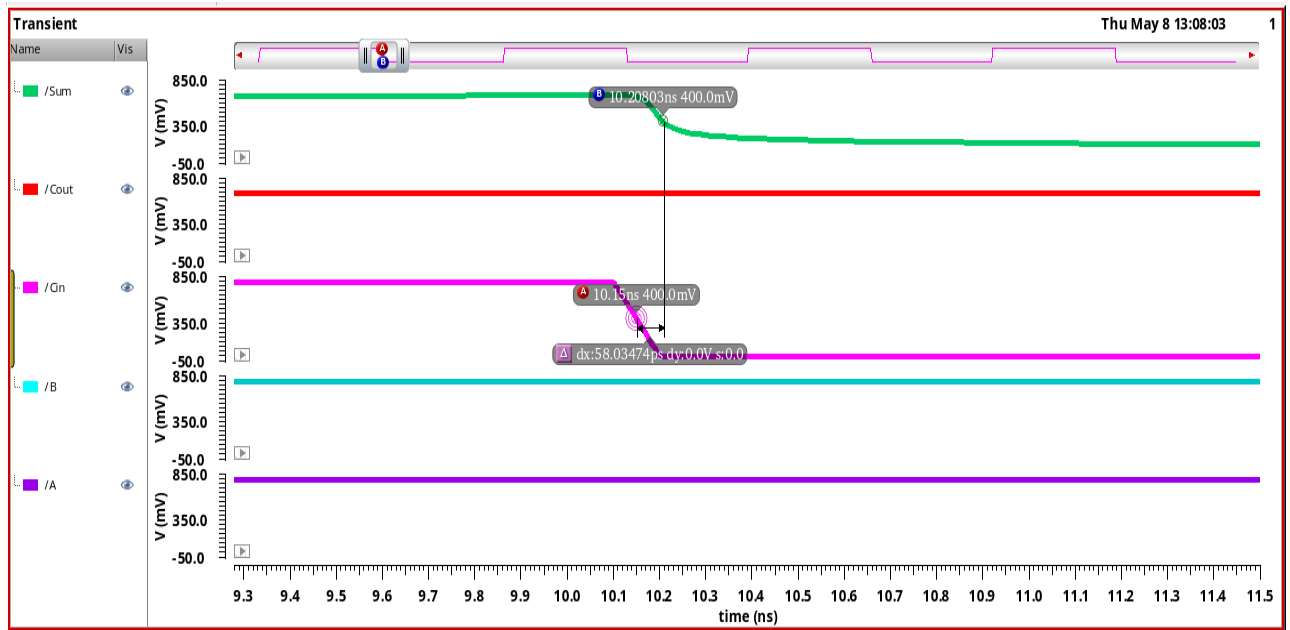 Transient
Thu May 8 13:08:03 1
Name Vis
A
B
/Sum
850.0
350.0
-50.0
V (mV)
B 10.20803ns 400.0mV
/Cout
850.0
350.0
-50.0
V (mV)
/Cin
850.0
350.0
-50.0
V (mV)
A 10.15ns 400.0mV
Δ dx:58.03474ps dy:0.0V s:0.0
/B
850.0
350.0
-50.0
V (mV)
/A
850.0
350.0
-50.0
V (mV)
9.3 9.4 9.5 9.6 9.7 9.8 9.9 10.0 10.1 10.2 10.3 10.4 10.5 10.6 10.7 10.8 10.9 11.0 11.1 11.2 11.3 11.4 11.5
time (ns)